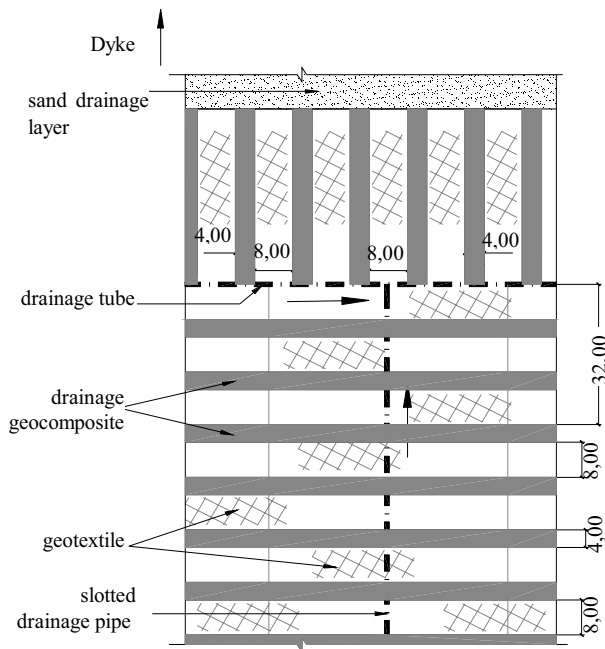 Dyke
sand drainage
layer
4,00
8,00
8,00
4,00
drainage tube
32,00
drainage
geocomposite
8,00
geotextile
4,00
slotted
drainage pipe
8,00